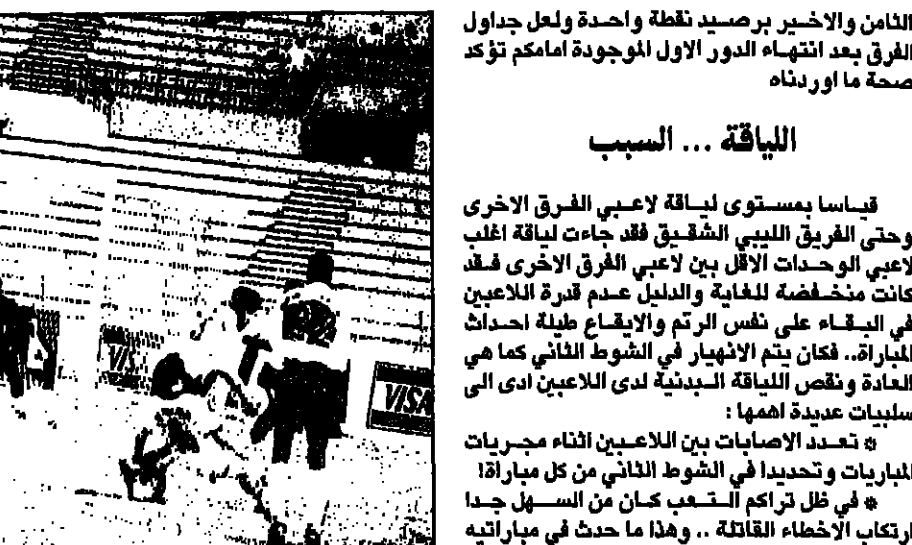 الثامن والاخير برصيد نقطة واحدة ولعل جداول
الفرق بعد انتهاء الدور الاول الموجودة امامكم تؤكد
صحة ما اوردناه
اللياقة ... السبب
قياسا بمستوى لياقة لاعبي الفرق الاخرى
وحتى الفريق الليبي الشقيق فقد جاءت لياقة اغلب
لاعبي الوحدات الاقل بين لاعبي الفرق الاخرى فقد
كانت منخفضة للغاية والدليل عدم قدرة اللاعبين
في البقاء على نفس الرتم والايقاع طيلة احداث
المباراة.. فكان يتم الانهيار في الشوط الثاني كما هي
العادة ونقص اللياقة البدنية لدى اللاعبين ادى الى
سلبيات عديدة اهمها :
* تعدد الاصابات بين اللاعبين اثناء مجريات
المباريات وتحديدا في الشوط الثاني من كل مباراة!
* في ظل تراكم التعب كان من السهل جدا
ارتكاب الاخطاء القاتلة .. وهذا ما حدث في مباراتيه
VISA
VISA